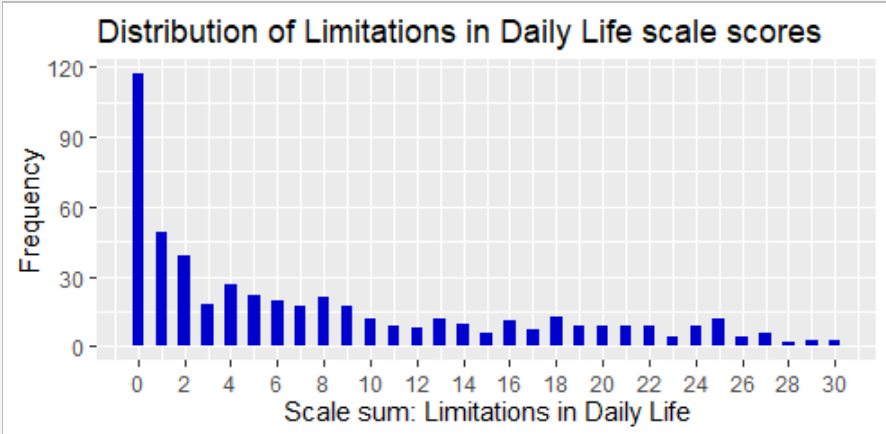 Distribution of Limitations in Daily Life scale scores
120
90
60
30
0
Frequency
0 2 4 6 8 10 12 14 16 18 20 22 24 26 28 30
Scale sum: Limitations in Daily Life